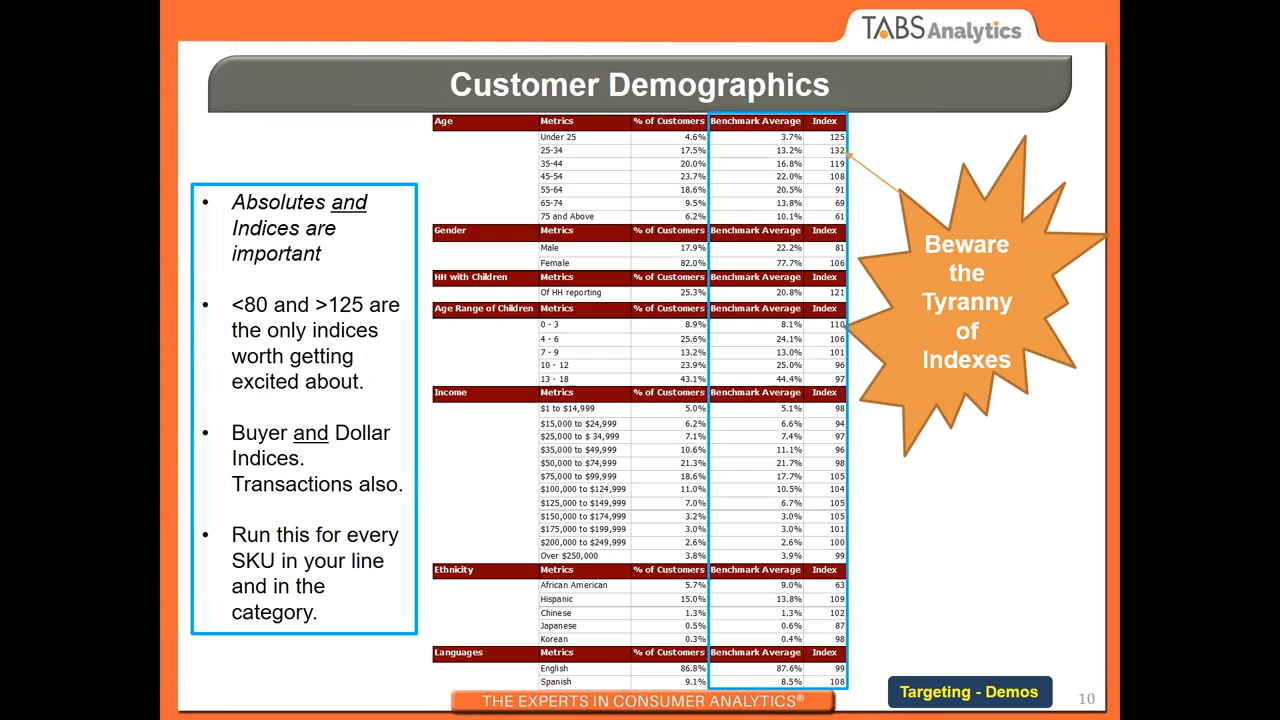 TABS Analytics
Customer Demographics
• Absolutes and
Indices are
important
• <80 and >125 are
the only indices
worth getting
excited about.
• Buyer and Dollar
Indices.
Transactions also.
• Run this for every
SKU in your line
and in the
category.
Age Metrics % of Customers Benchmark Average Index
Under 25 4.6% 3.7% 125
25-34 17.5% 13.2% 132
35-44 20.0% 16.8% 119
45-54 23.7% 22.0% 108
55-64 18.6% 20.5% 91
65-74 9.5% 13.8% 69
75 and Above 6.2% 10.1% 61
Gender Metrics % of Customers Benchmark Average Index
Male 17.9% 22.2% 81
Female 82.0% 77.7% 106
HH with Children Metrics % of Customers Benchmark Average Index
Of HH reporting 25.3% 20.8% 121
Age Range of Children Metrics % of Customers Benchmark Average Index
0 - 3 8.9% 8.1% 110
4 - 6 25.6% 24.1% 106
7 - 9 13.2% 13.0% 101
10 - 12 23.9% 25.0% 96
13 - 18 43.1% 44.4% 97
Income Metrics % of Customers Benchmark Average Index
$1 to $14,999 5.0% 5.1% 98
$15,000 to $24,999 6.2% 6.6% 94
$25,000 to $ 34,999 7.1% 7.4% 97
$35,000 to $49,999 10.6% 11.1% 96
$50,000 to $74,999 21.3% 21.7% 98
$75,000 to $99,999 18.6% 17.7% 105
$100,000 to $124,999 11.0% 10.5% 104
$125,000 to $149,999 7.0% 6.7% 105
$150,000 to $174,999 3.2% 3.0% 105
$175,000 to $199,999 3.0% 3.0% 101
$200,000 to $249,999 2.6% 2.6% 100
Over $250,000 3.8% 3.9% 99
Ethnicity Metrics % of Customers Benchmark Average Index
African American 5.7% 9.0% 63
Hispanic 15.0% 13.8% 109
Chinese 1.3% 1.3% 102
Japanese 0.5% 0.6% 87
Korean 0.3% 0.4% 98
Languages Metrics % of Customers Benchmark Average Index
English 86.8% 87.6% 99
Spanish 9.1% 8.5% 108
Beware
the
Tyranny
of
Indexes
Targeting - Demos
THE EXPERTS IN CONSUMER ANALYTICS®
10